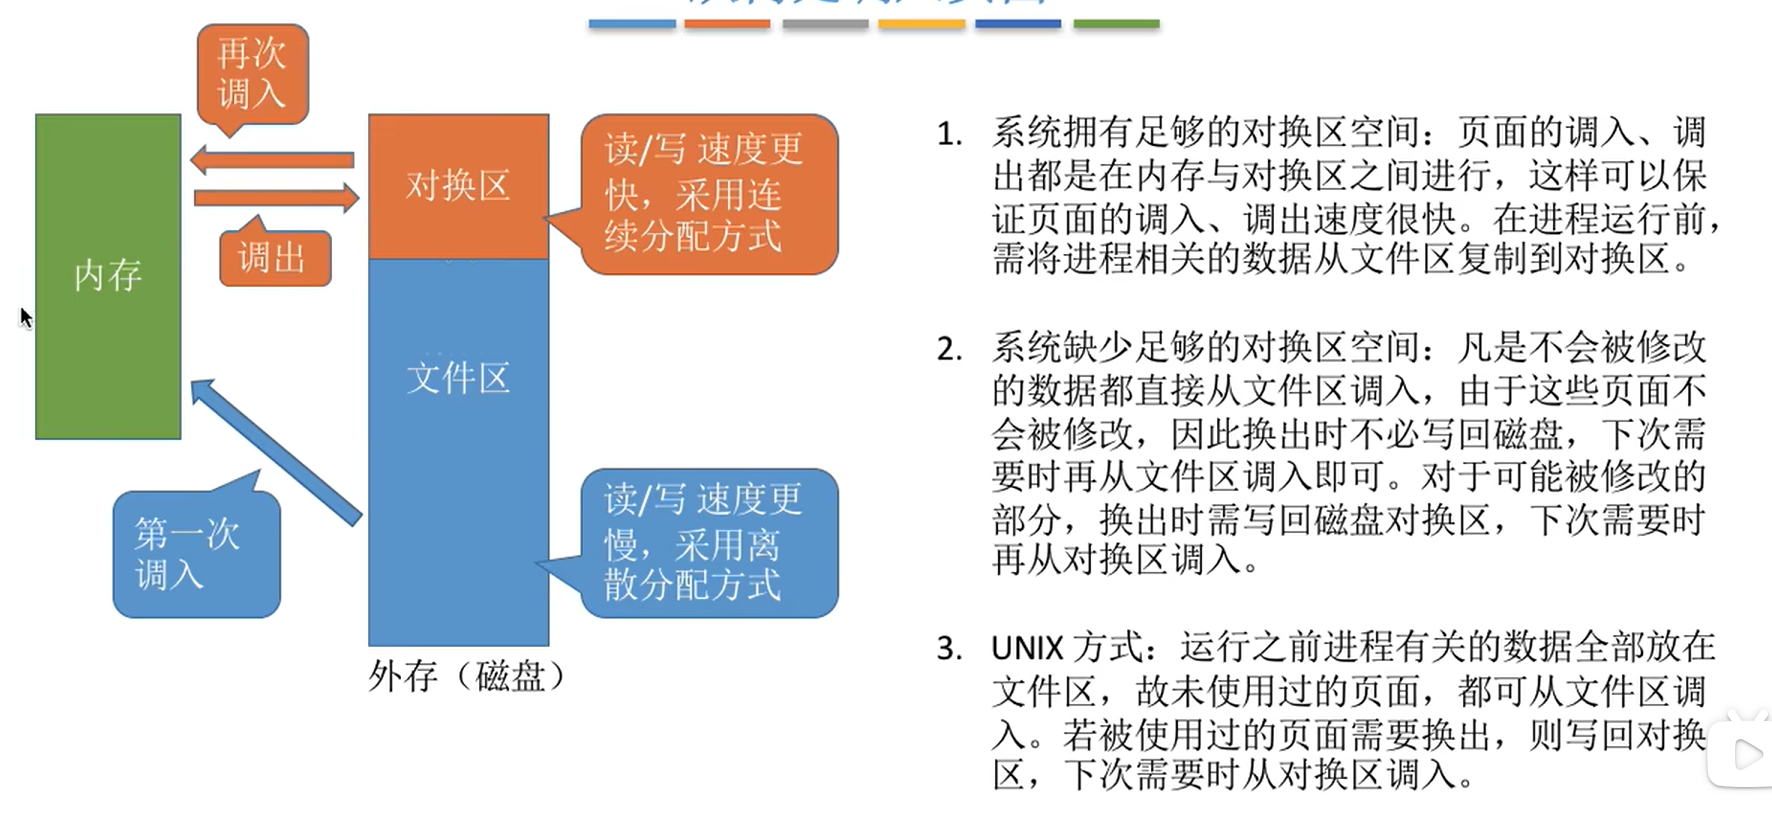 再次
调入
内存
调出
对换区
读/写 速度更
快，采用连
续分配方式
文件区
第一次
调入
读/写 速度更
慢，采用离
散分配方式
外存（磁盘）
1. 系统拥有足够的对换区空间：页面的调入、调
出都是在内存与对换区之间进行，这样可以保
证页面的调入、调出速度很快。在进程运行前，
需将进程相关的数据从文件区复制到对换区。
2. 系统缺少足够的对换区空间：凡是不会被修改
的数据都直接从文件区调入，由于这些页面不
会被修改，因此换出时不必写回磁盘，下次需
要时再从文件区调入即可。对于可能被修改的
部分，换出时需写回磁盘对换区，下次需要时
再从对换区调入。
3. UNIX 方式：运行之前进程有关的数据全部放在
文件区，故未使用过的页面，都可从文件区调
入。若被使用过的页面需要换出，则写回对换
区，下次需要时从对换区调入。